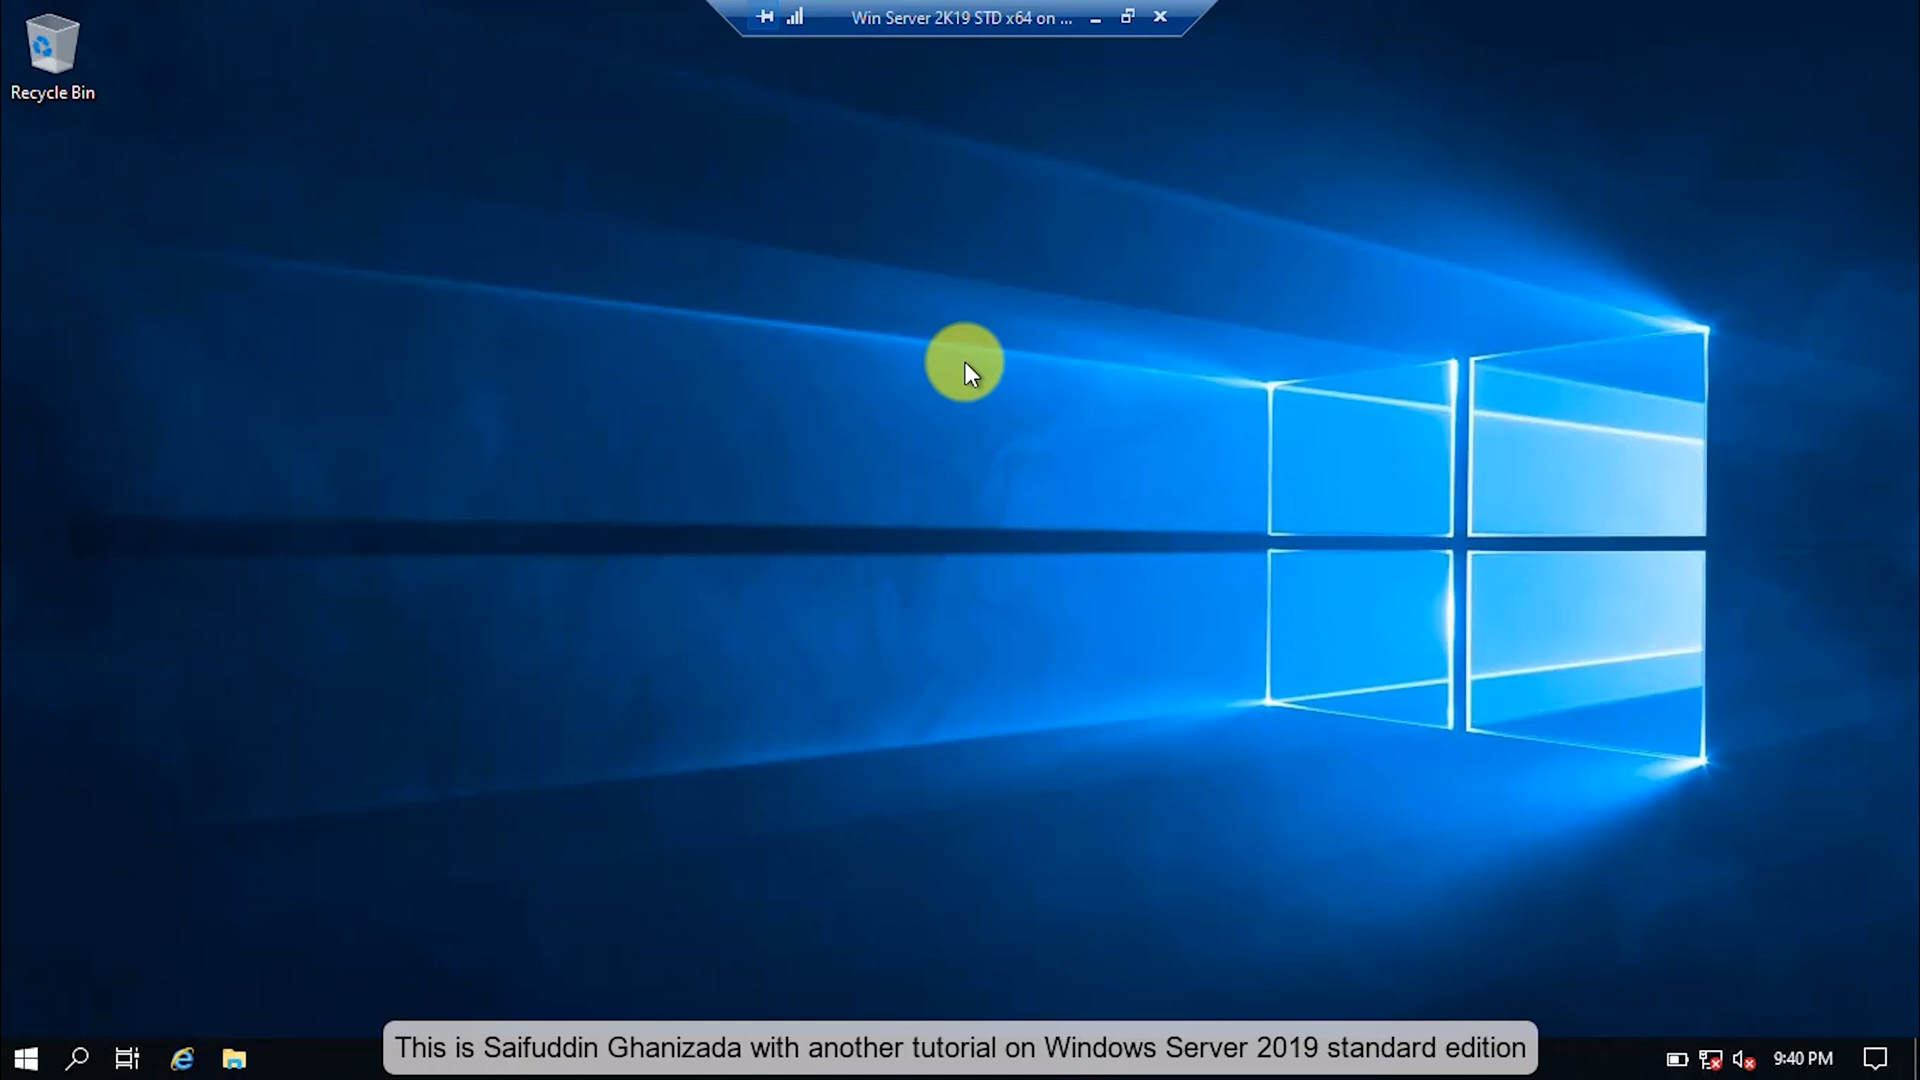 Win Server 2K19 STD x64 on ...
Recycle Bin
This is Saifuddin Ghanizada with another tutorial on Windows Server 2019 standard edition
9:40 PM